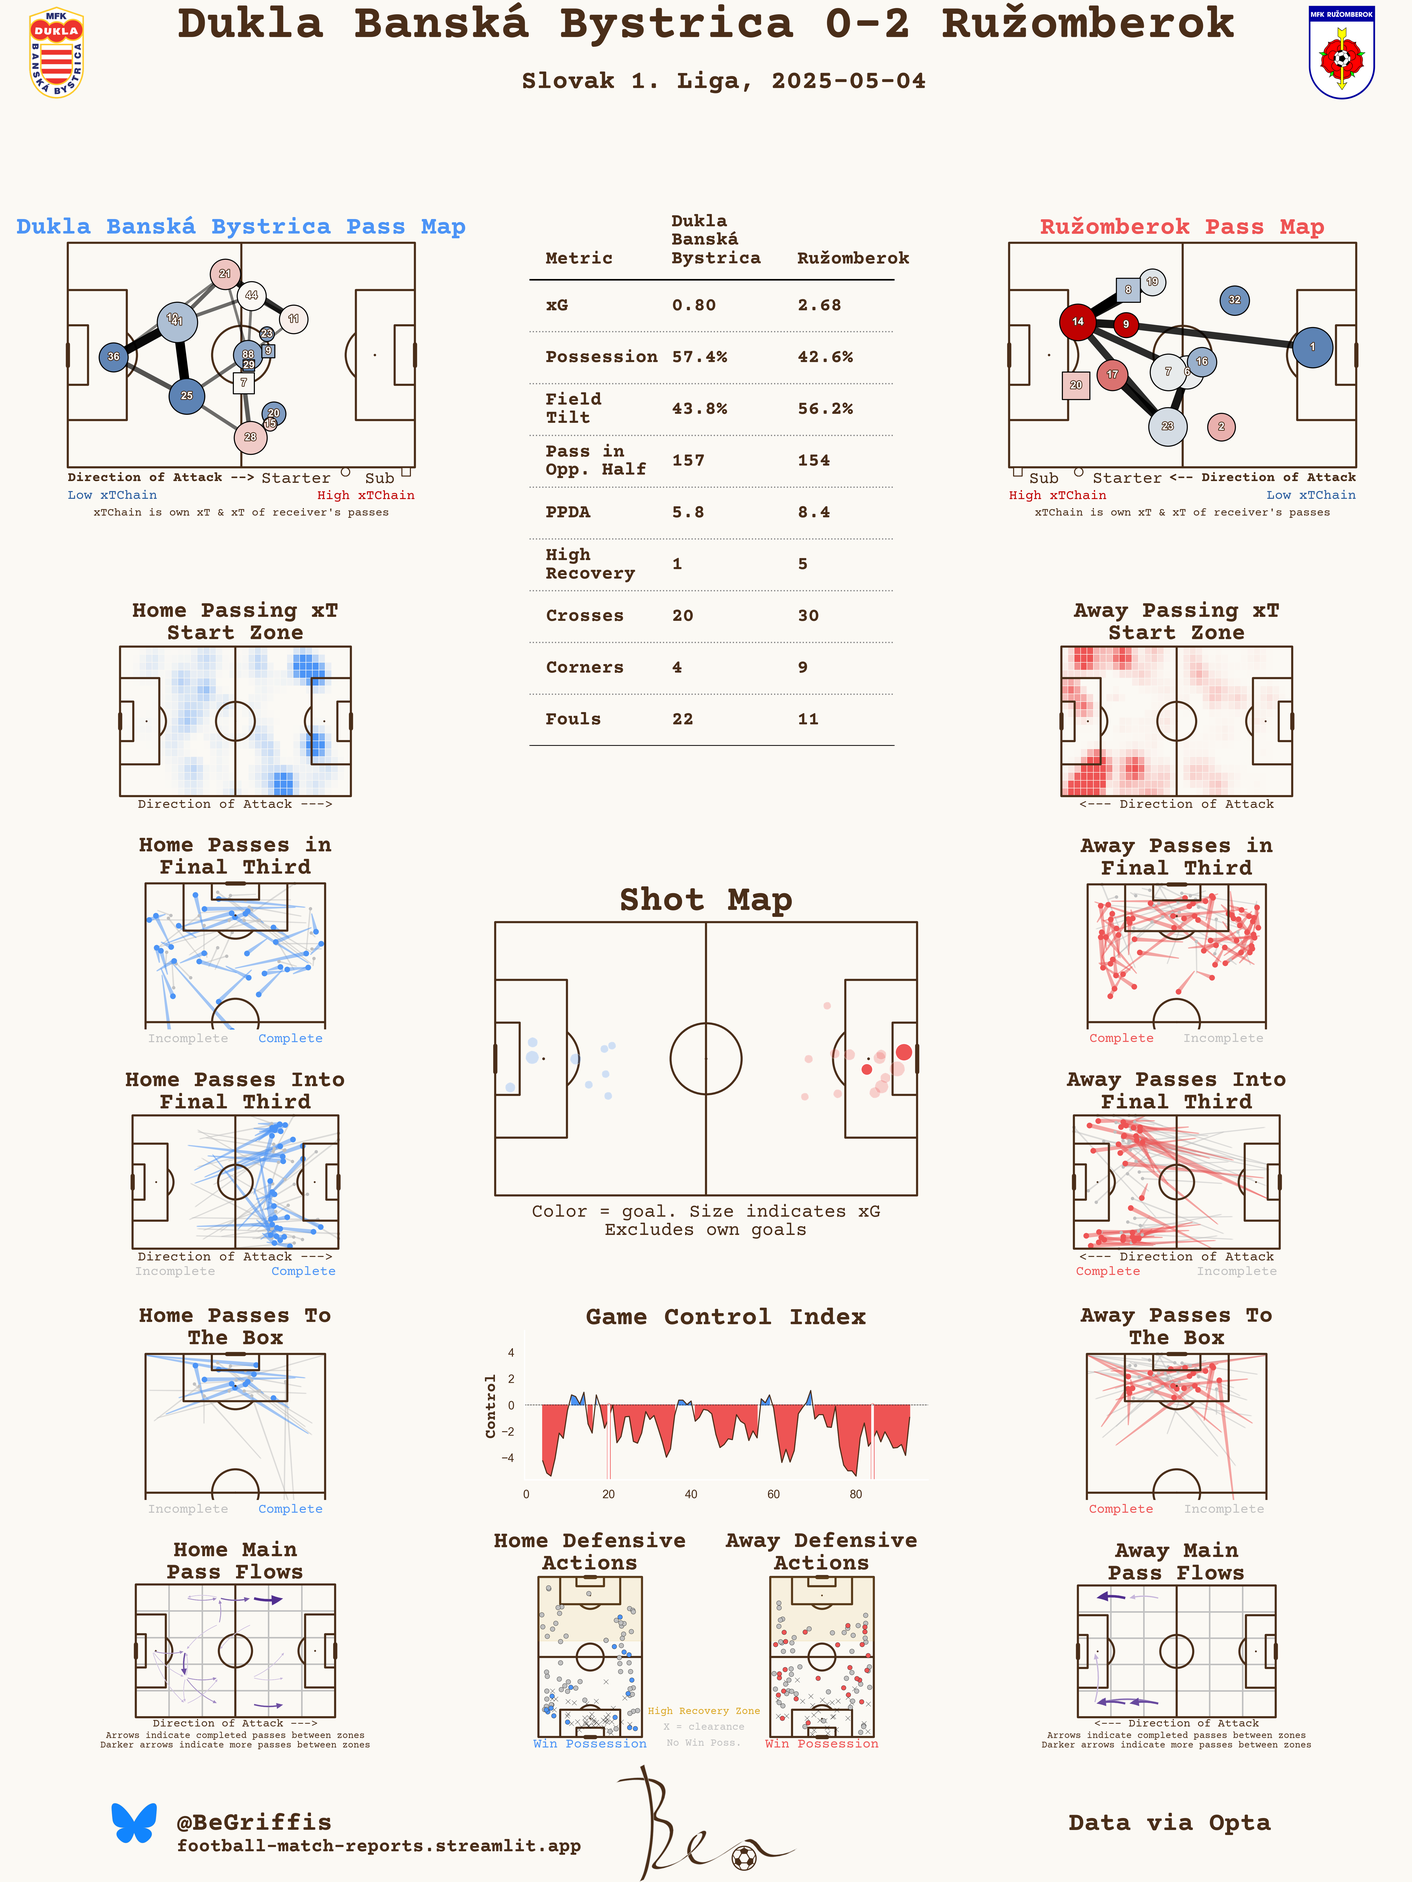 Dukla Banská Bystrica 0-2 Ružomberok
Slovak 1. Liga, 2025-05-04
MFK
DUKLA
BANSKÁ BYSTRICA
MFK RUŽOMBEROK
Dukla Banská Bystrica Pass Map
21
44
11
41
23
36
88
9
29
7
25
20
15
28
Direction of Attack --> Starter Sub
Low xTChain High xTChain
xTChain is own xT & xT of receiver's passes
Metric Dukla Banská Bystrica Ružomberok
xG 0.80 2.68
Possession 57.4% 42.6%
Field Tilt 43.8% 56.2%
Pass in Opp. Half 157 154
PPDA 5.8 8.4
High Recovery 1 5
Crosses 20 30
Corners 4 9
Fouls 22 11
Ružomberok Pass Map
19
8
32
14
9
1
16
7
6
17
20
23
2
Sub Starter <-- Direction of Attack
High xTChain Low xTChain
xTChain is own xT & xT of receiver's passes
Home Passing xT
Start Zone
Direction of Attack --->
Away Passing xT
Start Zone
<--- Direction of Attack
Home Passes in
Final Third
Incomplete Complete
Away Passes in
Final Third
Complete Incomplete
Shot Map
Color = goal. Size indicates xG
Excludes own goals
Home Passes Into
Final Third
Direction of Attack --->
Incomplete Complete
Away Passes Into
Final Third
<--- Direction of Attack
Complete Incomplete
Home Passes To
The Box
Incomplete Complete
Game Control Index
Control
4
2
0
−2
−4
0 20 40 60 80
Away Passes To
The Box
Complete Incomplete
Home Main
Pass Flows
Direction of Attack --->
Arrows indicate completed passes between zones
Darker arrows indicate more passes between zones
Home Defensive
Actions
Win Possession
High Recovery Zone
X = clearance
No Win Poss.
Away Defensive
Actions
Win Possession
Away Main
Pass Flows
<--- Direction of Attack
Arrows indicate completed passes between zones
Darker arrows indicate more passes between zones
@BeGriffis
football-match-reports.streamlit.app
Ben
Data via Opta